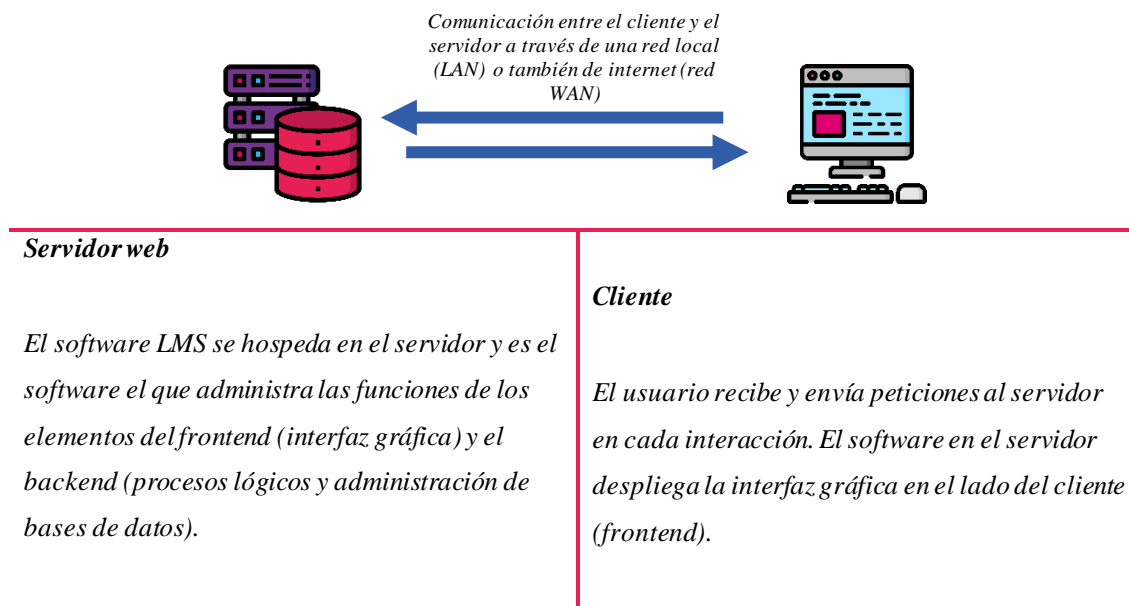 Comunicación entre el cliente y el
servidor a través de una red local
(LAN) o también de internet (red
WAN)
Servidor web
El software LMS se hospeda en el servidor y es el
software el que administra las funciones de los
elementos del frontend (interfaz gráfica) y el
backend (procesos lógicos y administración de
bases de datos).
Cliente
El usuario recibe y envía peticiones al servidor
en cada interacción. El software en el servidor
despliega la interfaz gráfica en el lado del cliente
(frontend).